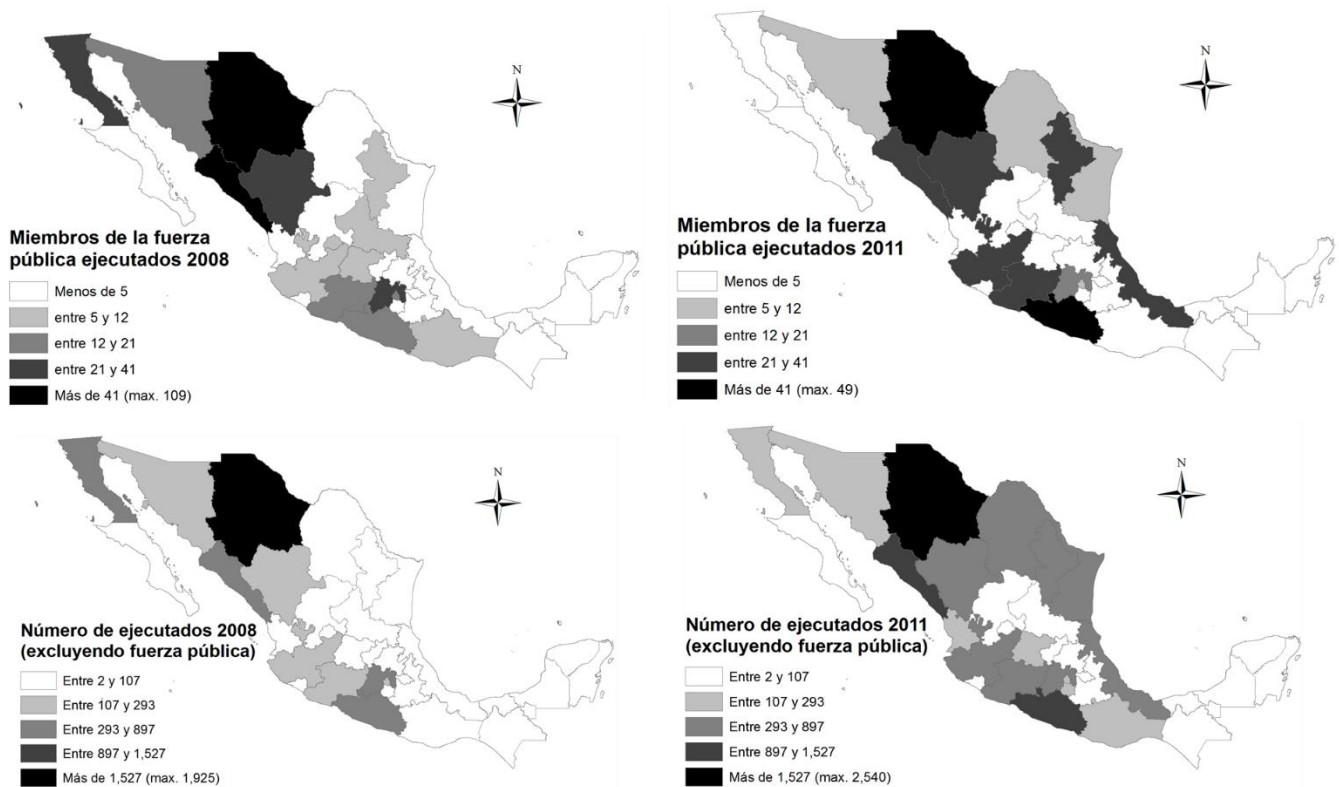 N
Miembros de la fuerza
pública ejecutados 2008
Menos de 5
entre 5 y 12
entre 12 y 21
entre 21 y 41
Más de 41 (max. 109)
N
Miembros de la fuerza
pública ejecutados 2011
Menos de 5
entre 5 y 12
entre 12 y 21
entre 21 y 41
Más de 41 (max. 49)
N
Número de ejecutados 2008
(excluyendo fuerza pública)
Entre 2 y 107
Entre 107 y 293
Entre 293 y 897
Entre 897 y 1,527
Más de 1,527 (max. 1,925)
N
Número de ejecutados 2011
(excluyendo fuerza pública)
Entre 2 y 107
Entre 107 y 293
Entre 293 y 897
Entre 897 y 1,527
Más de 1,527 (max. 2,540)